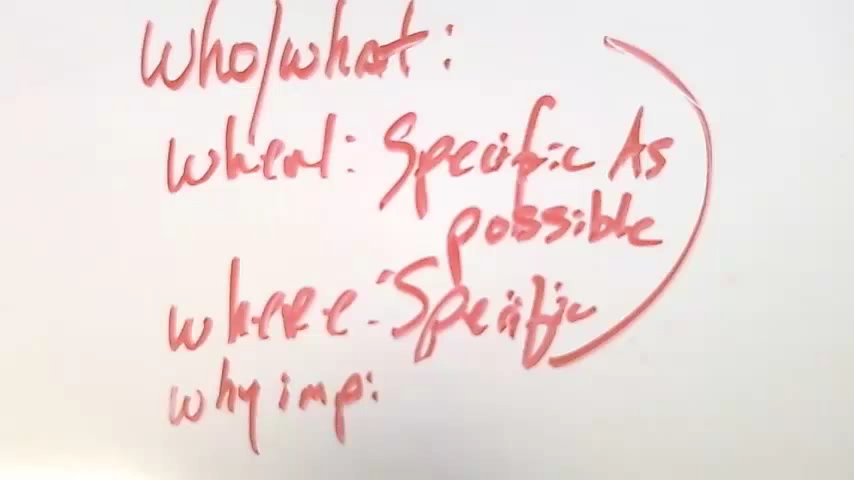 Who/what:
when: Specific As
possible
where: Specific
why imp: